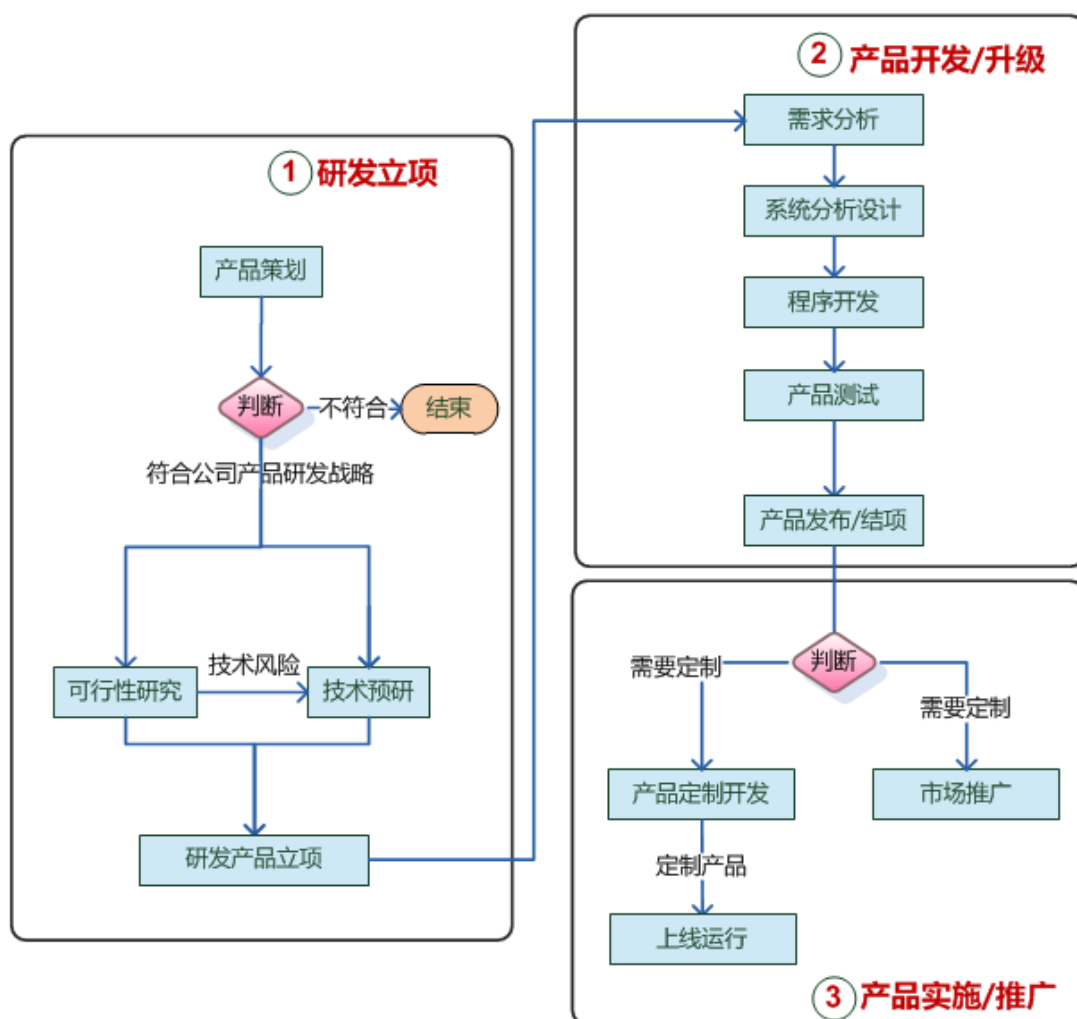 ① 研发立项
产品策划
判断
不符合
结束
符合公司产品研发战略
可行性研究
技术风险
技术预研
研发产品立项
② 产品开发/升级
需求分析
系统分析设计
程序开发
产品测试
产品发布/结项
判断
需要定制
需要定制
产品定制开发
市场推广
定制产品
上线运行
③ 产品实施/推广